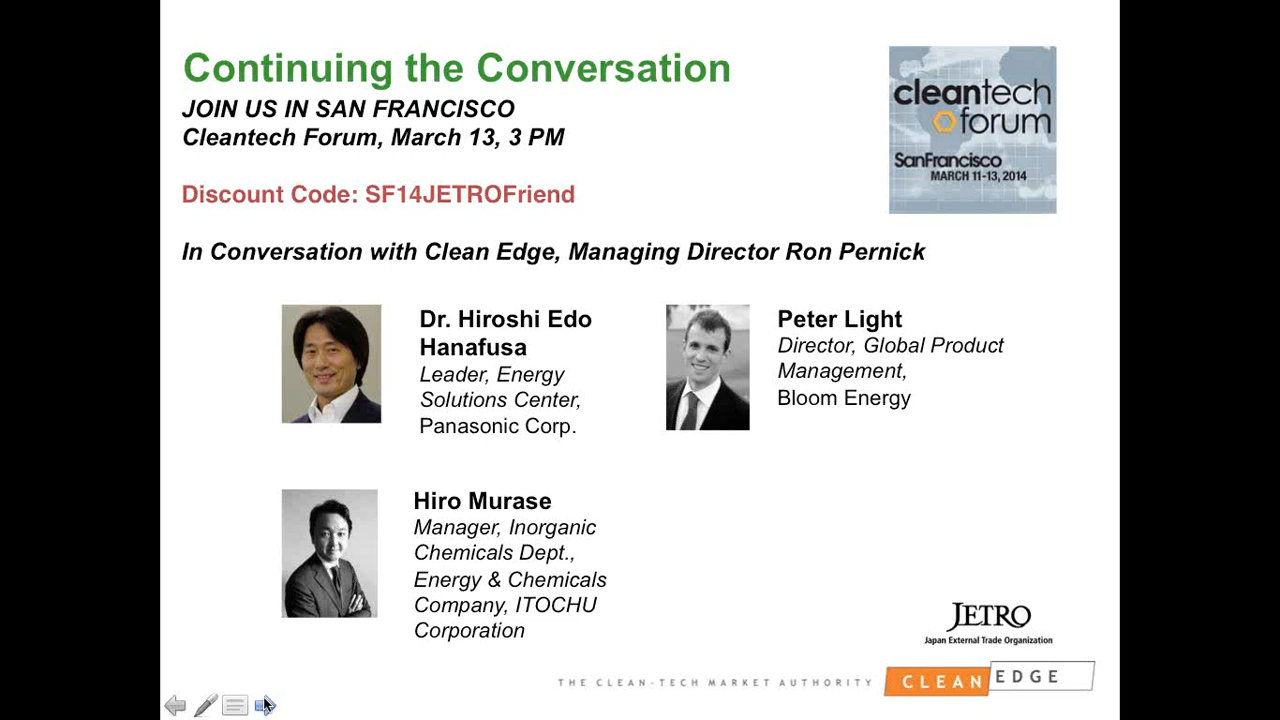 Continuing the Conversation
JOIN US IN SAN FRANCISCO
Cleantech Forum, March 13, 3 PM
Discount Code: SF14JETROFriend
In Conversation with Clean Edge, Managing Director Ron Pernick
cleantech
forum
SanFrancisco
MARCH 11-13, 2014
Dr. Hiroshi Edo
Hanafusa
Leader, Energy
Solutions Center,
Panasonic Corp.
Peter Light
Director, Global Product
Management,
Bloom Energy
Hiro Murase
Manager, Inorganic
Chemicals Dept.,
Energy & Chemicals
Company, ITOCHU
Corporation
JETRO
Japan External Trade Organization
THE CLEAN-TECH MARKET AUTHORITY
CLEAN EDGE